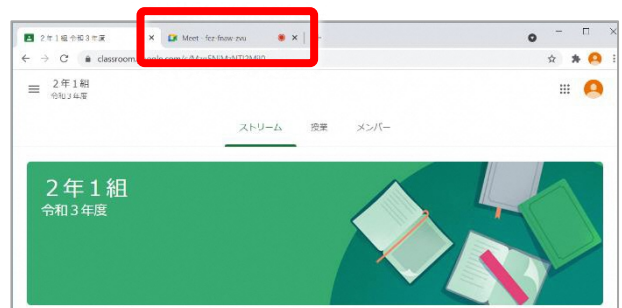 2年1組 令和3年度
Meet - fcz-fnaw-zvu
classroom
2年1組
令和3年度
ストリーム 授業 メンバー
2年1組
令和3年度